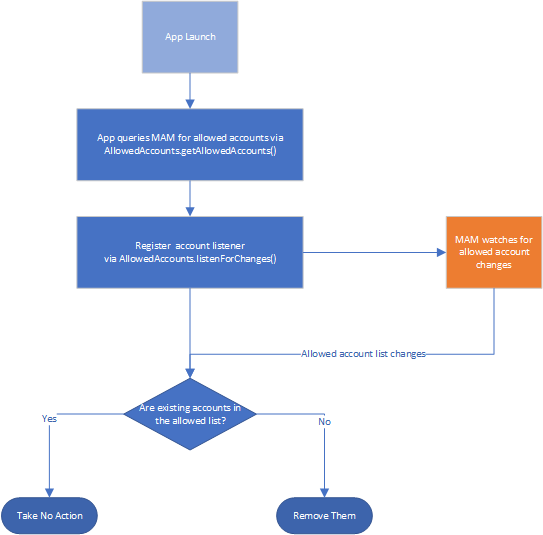 App Launch
App queries MAM for allowed accounts via
AllowedAccounts.getAllowedAccounts()
Register account listener
via AllowedAccounts.listenForChanges()
MAM watches for
allowed account
changes
Allowed account list changes
Are existing accounts in
the allowed list?
Yes
No
Take No Action
Remove Them